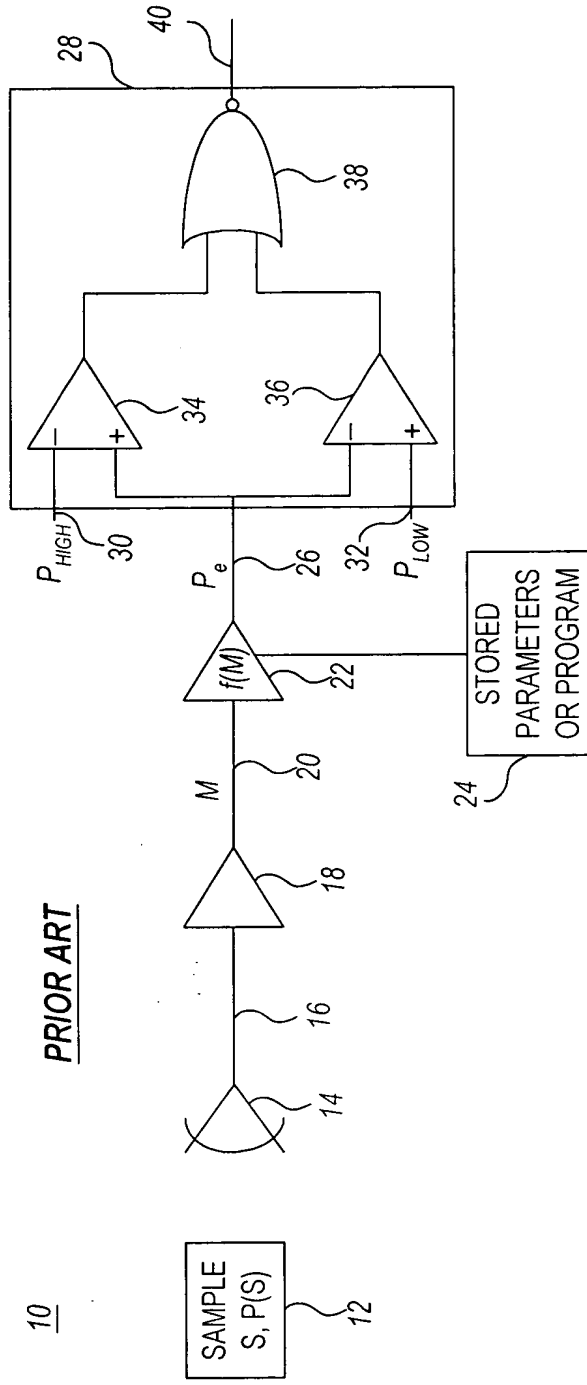 10
PRIOR ART
SAMPLE
S, P(S)
12
14
16
18
M
20
f(M)
22
STORED
PARAMETERS
OR PROGRAM
24
P_e
26
28
P_HIGH
30
P_LOW
32
−
+
34
−
+
36
38
40